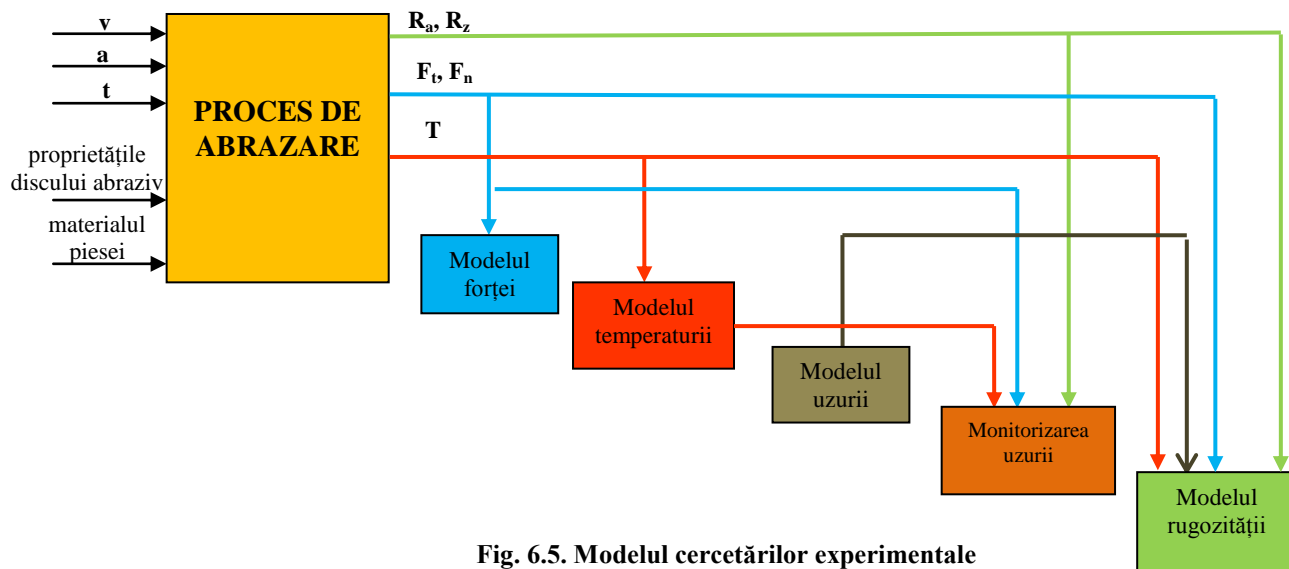 v
a
t
proprietățile
discului abraziv
materialul
piesei
PROCES DE
ABRAZARE
Ra, Rz
Ft, Fn
T
Modelul
forței
Modelul
temperaturii
Modelul
uzurii
Monitorizarea
uzurii
Modelul
rugozității
Fig. 6.5. Modelul cercetărilor experimentale